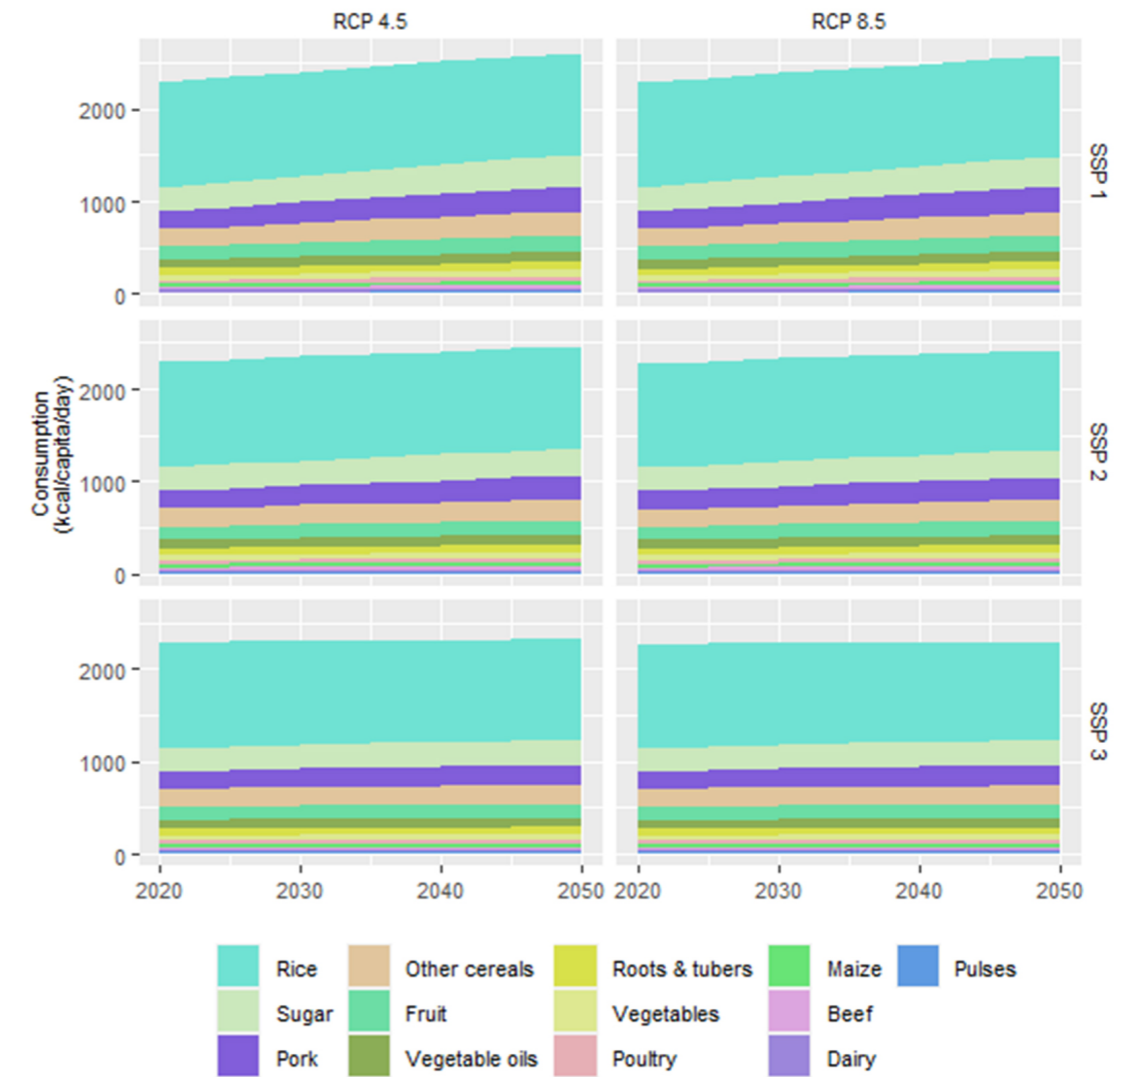 RCP 4.5 RCP 8.5
2000
1000
0
SSP 1
Consumption
(kcal/capita/day)
2000
1000
0
SSP 2
2000
1000
0
SSP 3
2020 2030 2040 2050 2020 2030 2040 2050
Rice Other cereals Roots & tubers Maize Pulses
Sugar Fruit Vegetables Beef
Pork Vegetable oils Poultry Dairy